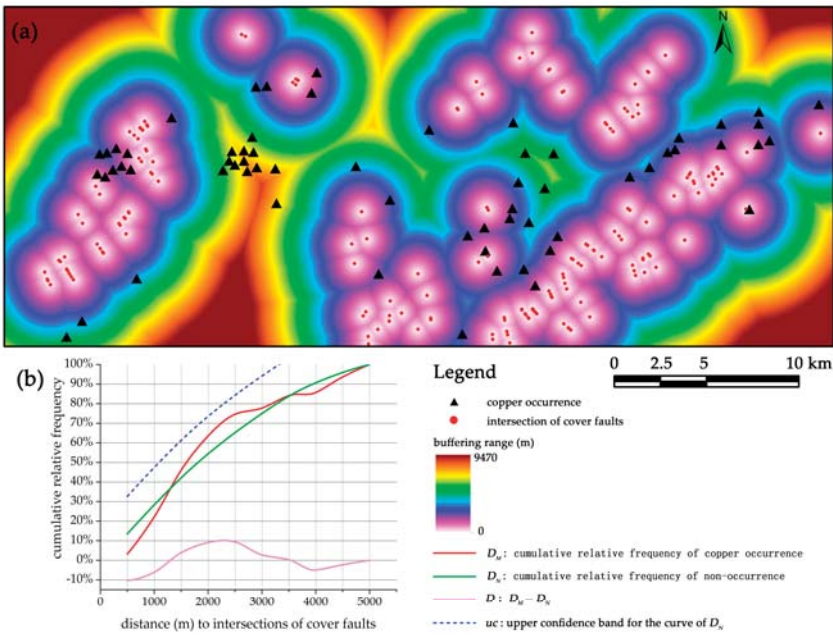 (a)
N
(b)
100%
90%
80%
70%
60%
50%
40%
30%
20%
10%
0%
-10%
cumulative relative frequency
0 1000 2000 3000 4000 5000
distance (m) to intersections of cover faults
Legend
0 2.5 5 10 km
copper occurrence
intersection of cover faults
buffering range (m)
9470
0
D_M: cumulative relative frequency of copper occurrence
D_N: cumulative relative frequency of non-occurrence
D: D_M – D_N
uc: upper confidence band for the curve of D_N